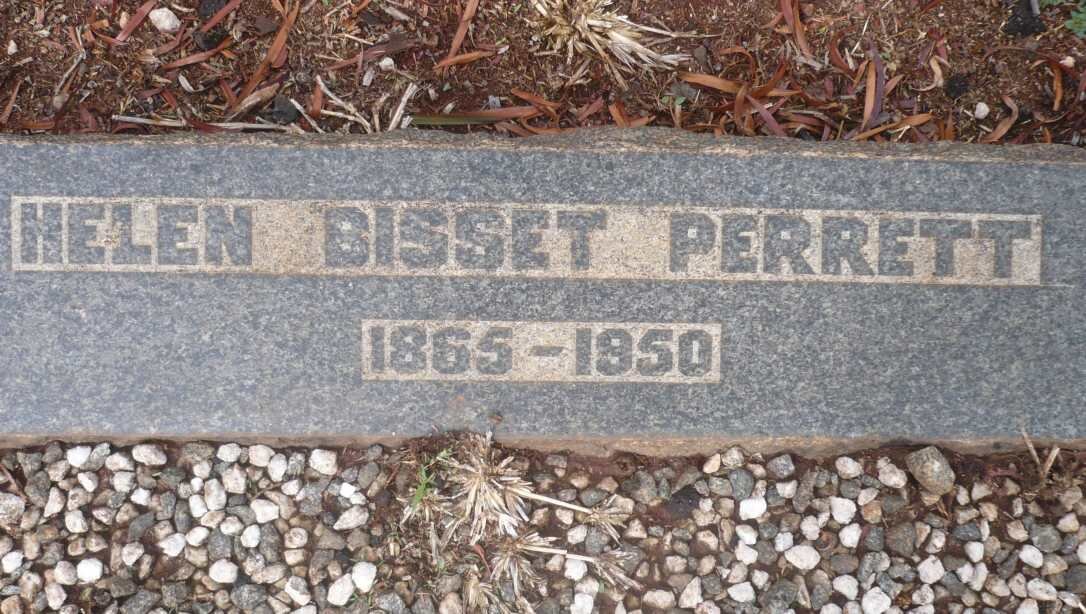 HELEN BISSET PERRETT
1865-1950